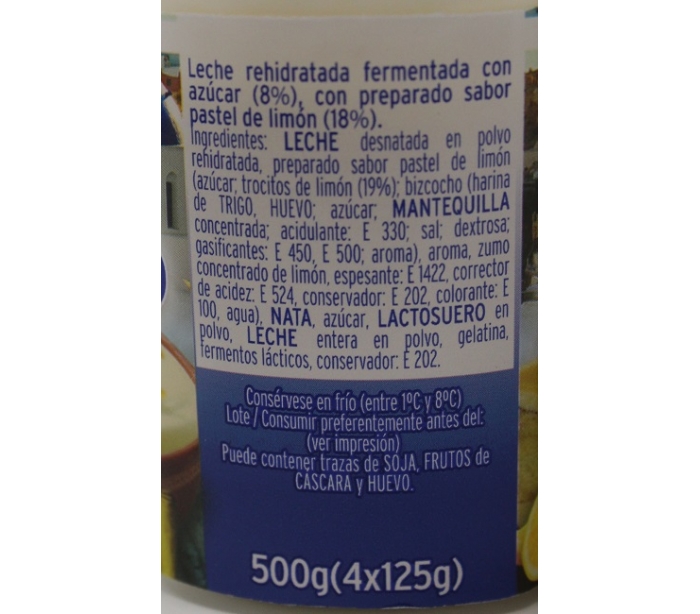 Leche rehidratada fermentada con
azúcar (8%), con preparado sabor
pastel de limón (18%).
Ingredientes: LECHE desnatada en polvo
rehidratada, preparado sabor pastel de limón
(azúcar, trocitos de limón (19%); bizcocho (harina
de TRIGO, HUEVO; azúcar; MANTEQUILLA
concentrada; acidulante: E 330; sal; dextrosa;
gasificantes: E 450, E 500; aroma), aroma, zumo
concentrado de limón, espesante: E 1422, corrector
de acidez: E 524, conservador: E 202, colorante: E
100, agua), NATA, azúcar, LACTOSUERO en
polvo, LECHE entera en polvo, gelatina,
fermentos lácticos, conservador: E 202.
Consérvese en frío (entre 1ºC y 8ºC)
Lote / Consumir preferentemente antes del:
(ver impresión)
Puede contener trazas de SOJA, FRUTOS de
CÁSCARA y HUEVO.
500g(4x125g)